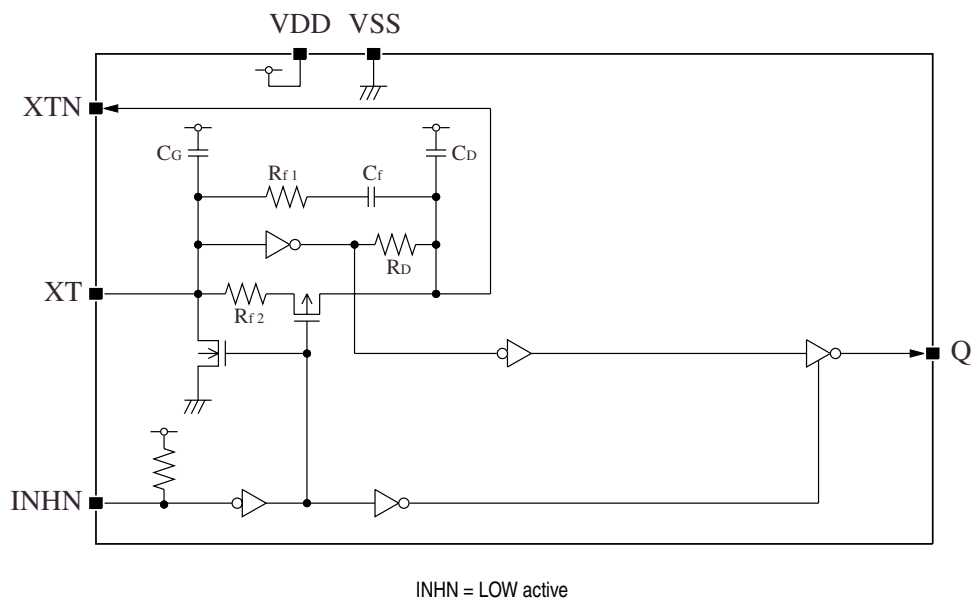 VDD VSS
XTN
CG
CD
Rf1
Cf
RD
XT
Rf2
Q
INHN
INHN = LOW active